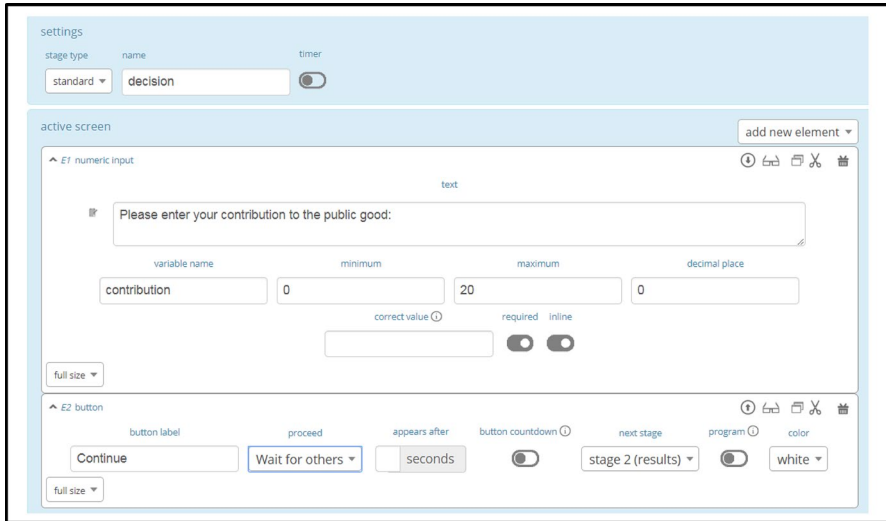 settings
stage type name timer
standard decision
active screen
add new element
E1 numeric input
text
Please enter your contribution to the public good:
variable name minimum maximum decimal place
contribution 0 20 0
correct value required inline
full size
E2 button
button label proceed appears after button countdown next stage program color
Continue Wait for others seconds stage 2 (results) white
full size